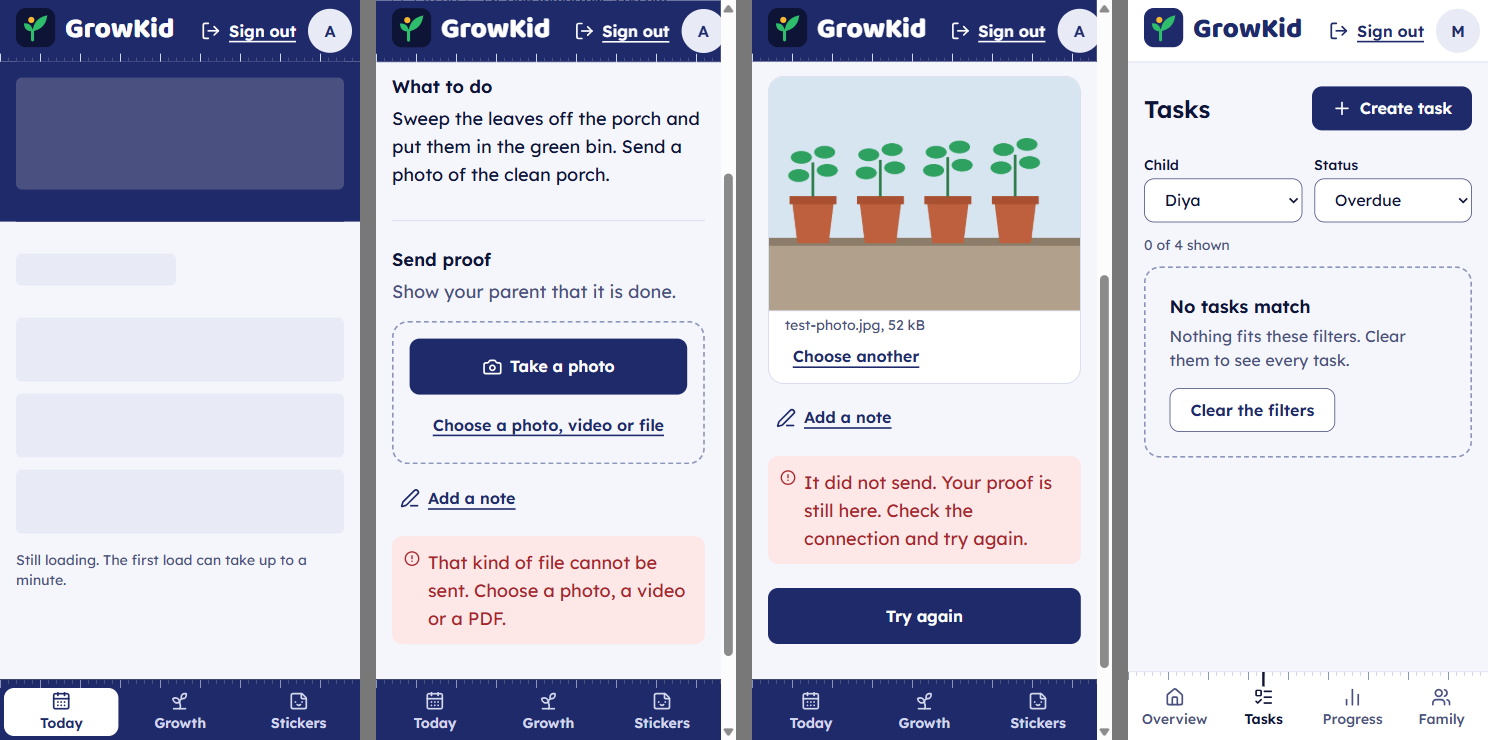 GrowKid
Sign out
A
Still loading. The first load can take up to a
minute.
Today
Growth
Stickers
GrowKid
Sign out
A
What to do
Sweep the leaves off the porch and
put them in the green bin. Send a
photo of the clean porch.
Send proof
Show your parent that it is done.
Take a photo
Choose a photo, video or file
Add a note
That kind of file cannot be
sent. Choose a photo, a video
or a PDF.
Today
Growth
Stickers
GrowKid
Sign out
A
test-photo.jpg, 52 kB
Choose another
Add a note
It did not send. Your proof is
still here. Check the
connection and try again.
Try again
Today
Growth
Stickers
GrowKid
Sign out
M
Tasks
Create task
Child
Status
Diya
Overdue
0 of 4 shown
No tasks match
Nothing fits these filters. Clear
them to see every task.
Clear the filters
Overview
Tasks
Progress
Family